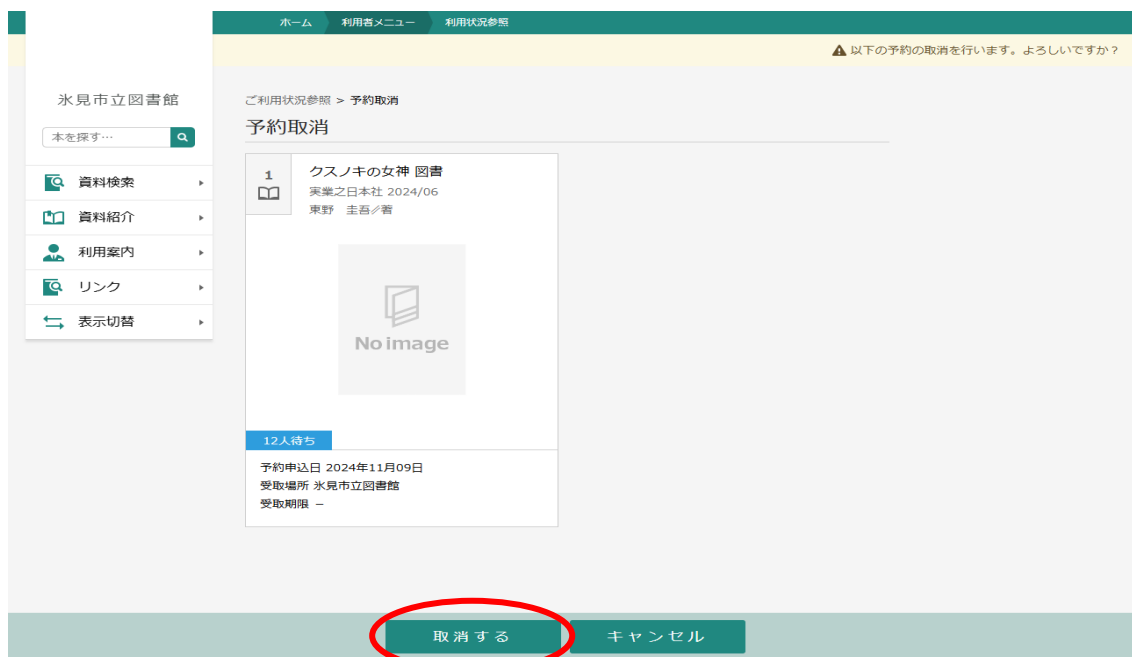 ホーム 利用者メニュー 利用状況参照
以下の予約の取消を行います。よろしいですか？
氷見市立図書館
本を探す…
資料検索
資料紹介
利用案内
リンク
表示切替
ご利用状況参照 > 予約取消
予約取消
1
クスノキの女神 図書
実業之日本社 2024/06
東野 圭吾∥著
No image
12人待ち
予約申込日 2024年11月09日
受取場所 氷見市立図書館
受取期限 −
取消する キャンセル